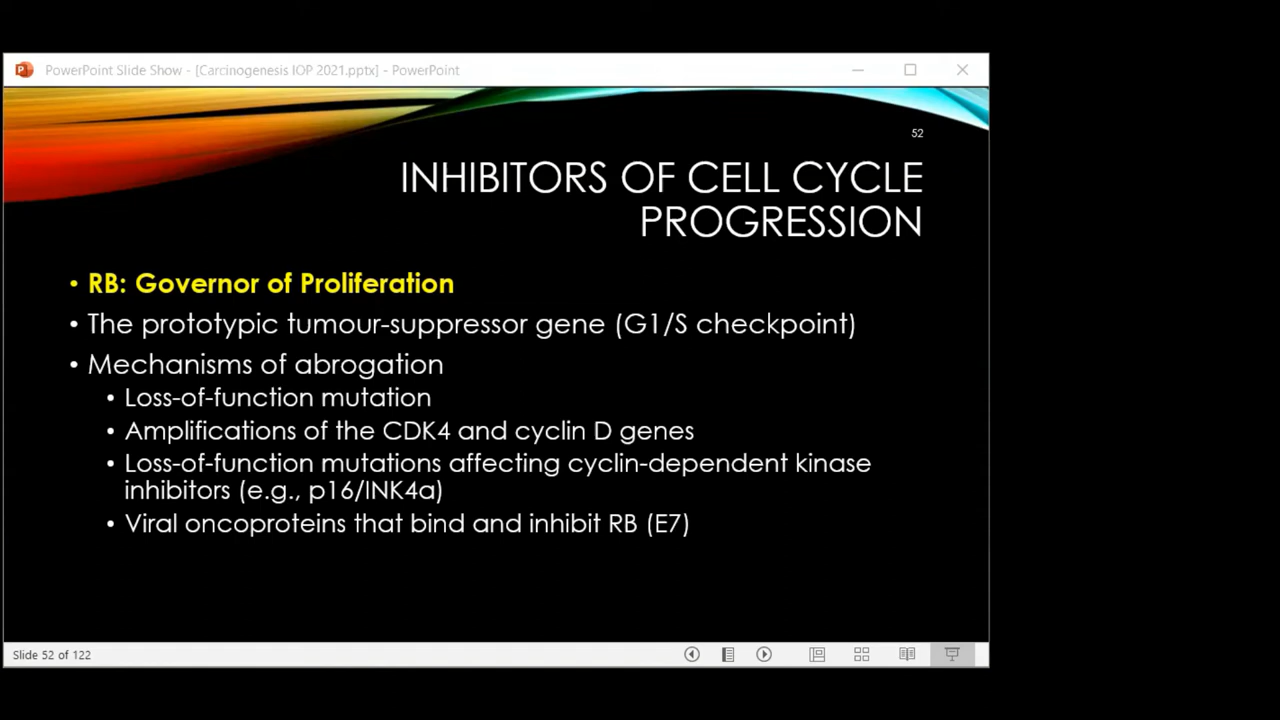 PowerPoint Slide Show - [Carcinogenesis IOP 2021.pptx] - PowerPoint
52
INHIBITORS OF CELL CYCLE
PROGRESSION
• RB: Governor of Proliferation
• The prototypic tumour-suppressor gene (G1/S checkpoint)
• Mechanisms of abrogation
• Loss-of-function mutation
• Amplifications of the CDK4 and cyclin D genes
• Loss-of-function mutations affecting cyclin-dependent kinase
inhibitors (e.g., p16/INK4a)
• Viral oncoproteins that bind and inhibit RB (E7)
Slide 52 of 122